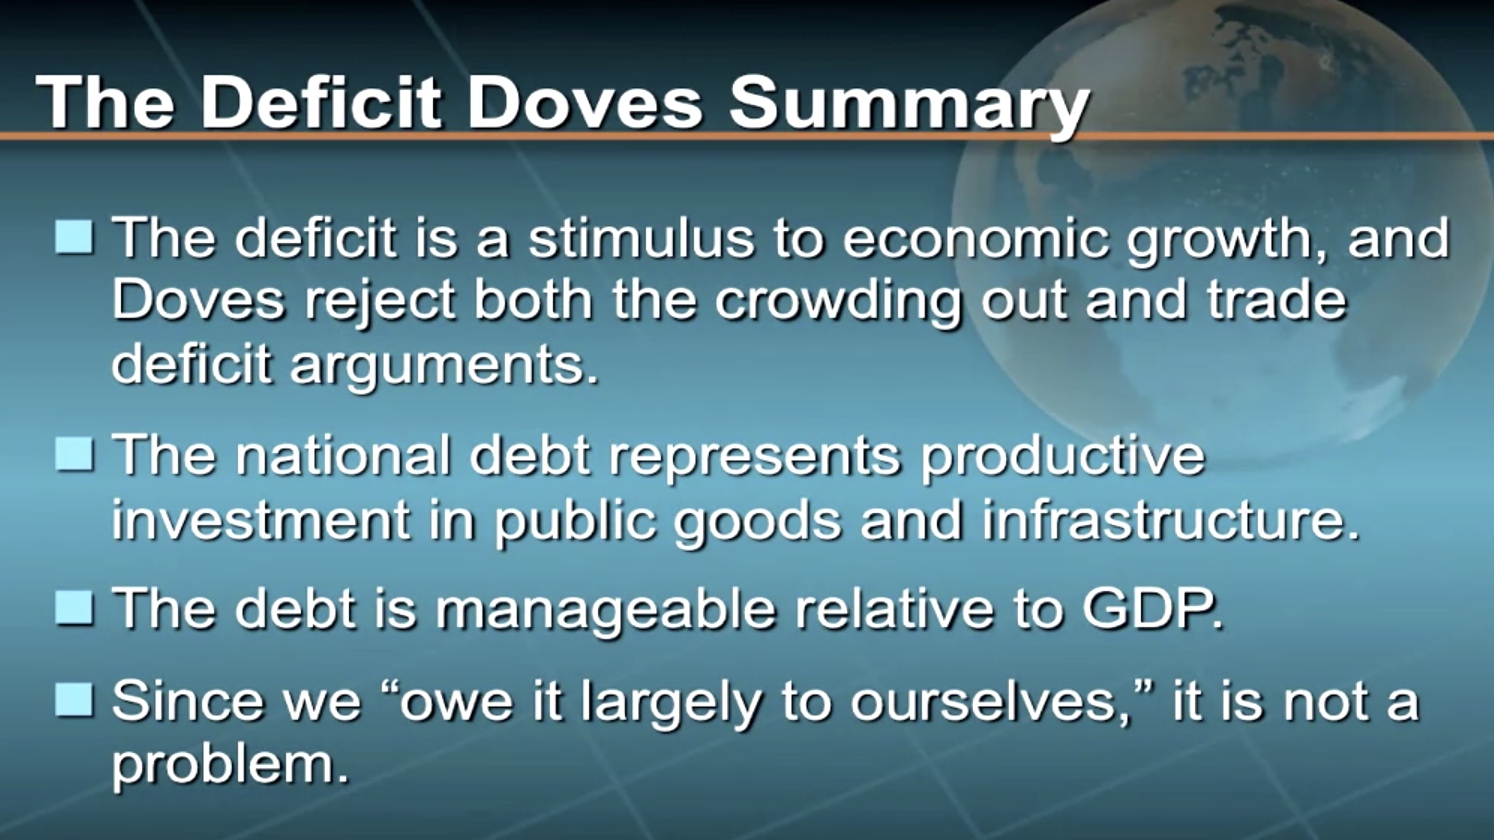 The Deficit Doves Summary
The deficit is a stimulus to economic growth, and
Doves reject both the crowding out and trade
deficit arguments.
The national debt represents productive
investment in public goods and infrastructure.
The debt is manageable relative to GDP.
Since we “owe it largely to ourselves,” it is not a
problem.